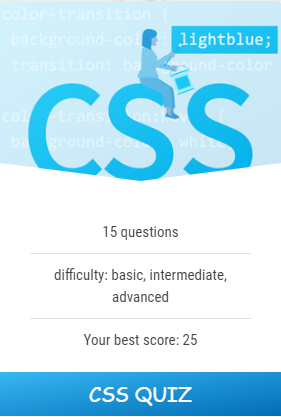 color-transition {
background-color: lightblue;
transition: background-color
color-transition:hover {
background-color: white
CSS
15 questions
difficulty: basic, intermediate,
advanced
Your best score: 25
CSS QUIZ